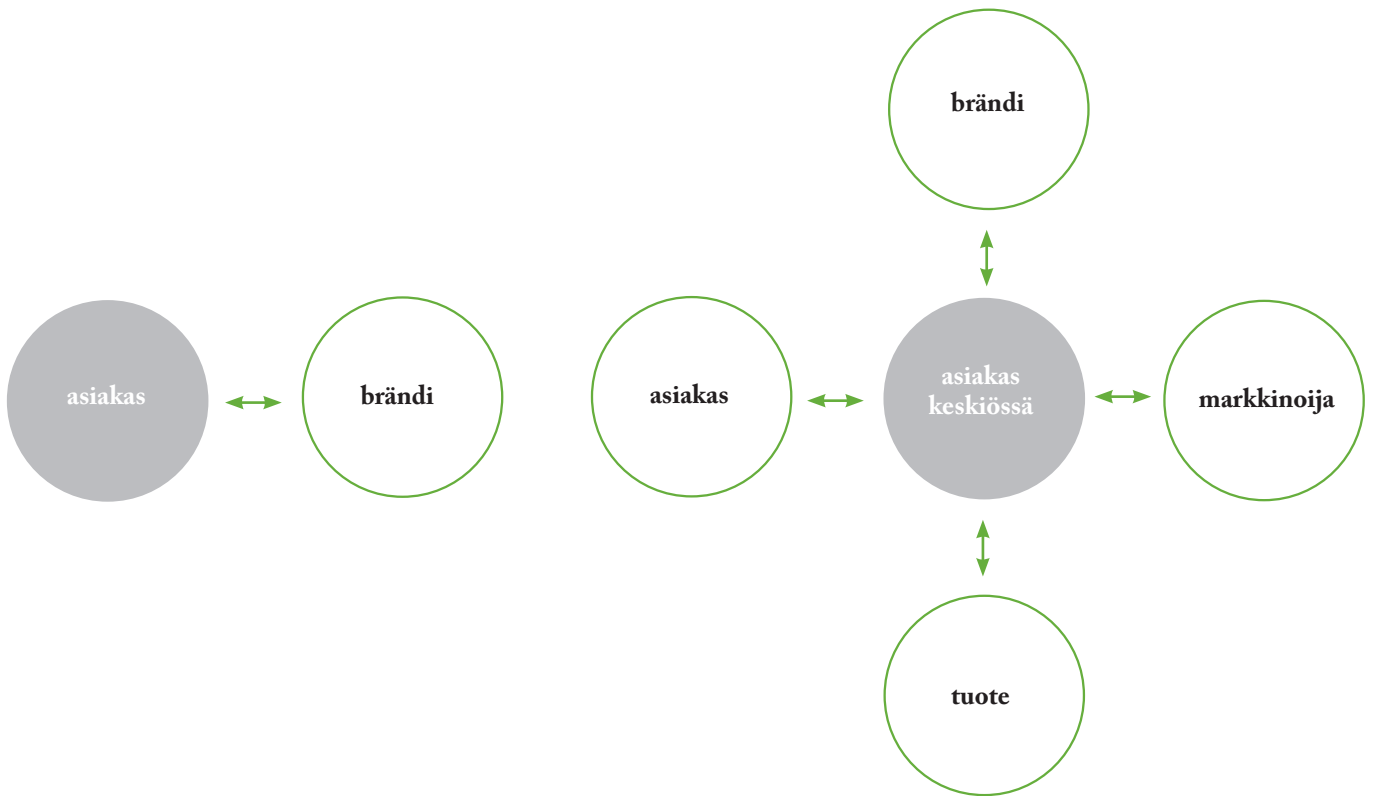 asiakas
brändi
brändi
asiakas
asiakas
keskiössä
markkinoija
tuote